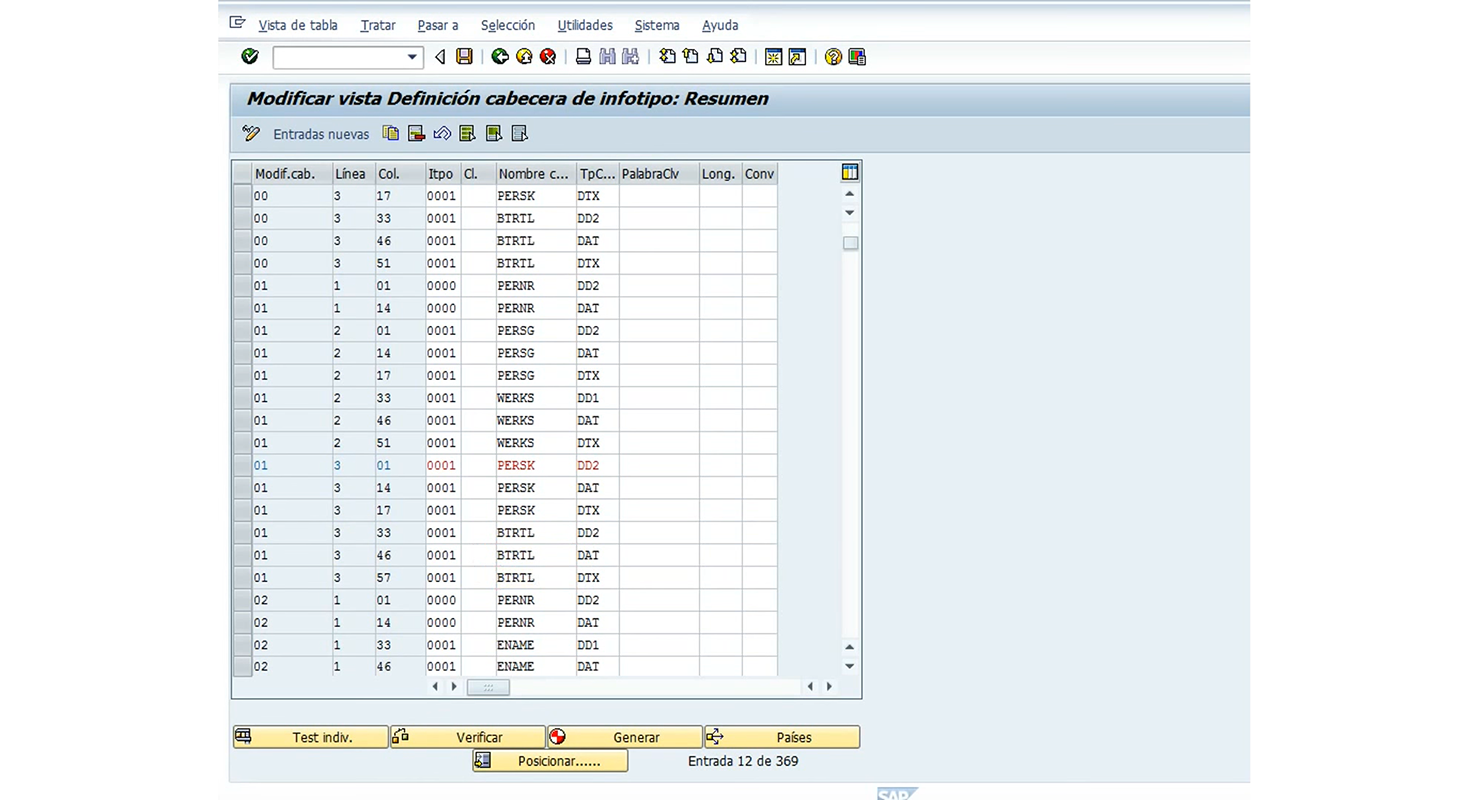 Vista de tabla Tratar Pasar a Selección Utilidades Sistema Ayuda
Modificar vista Definición cabecera de infotipo: Resumen
Entradas nuevas
Modif.cab. Línea Col. Itpo Cl. Nombre c... TpC... PalabraClv Long. Conv
00 3 17 0001 PERSK DTX
00 3 33 0001 BTRTL DD2
00 3 46 0001 BTRTL DAT
00 3 51 0001 BTRTL DTX
01 1 01 0000 PERNR DD2
01 1 14 0000 PERNR DAT
01 2 01 0001 PERSG DD2
01 2 14 0001 PERSG DAT
01 2 17 0001 PERSG DTX
01 2 33 0001 WERKS DD1
01 2 46 0001 WERKS DAT
01 2 51 0001 WERKS DTX
01 3 01 0001 PERSK DD2
01 3 14 0001 PERSK DAT
01 3 17 0001 PERSK DTX
01 3 33 0001 BTRTL DD2
01 3 46 0001 BTRTL DAT
01 3 57 0001 BTRTL DTX
02 1 01 0000 PERNR DD2
02 1 14 0000 PERNR DAT
02 1 33 0001 ENAME DD1
02 1 46 0001 ENAME DAT
Test indiv. Verificar Generar Países
Posicionar...... Entrada 12 de 369
SAP